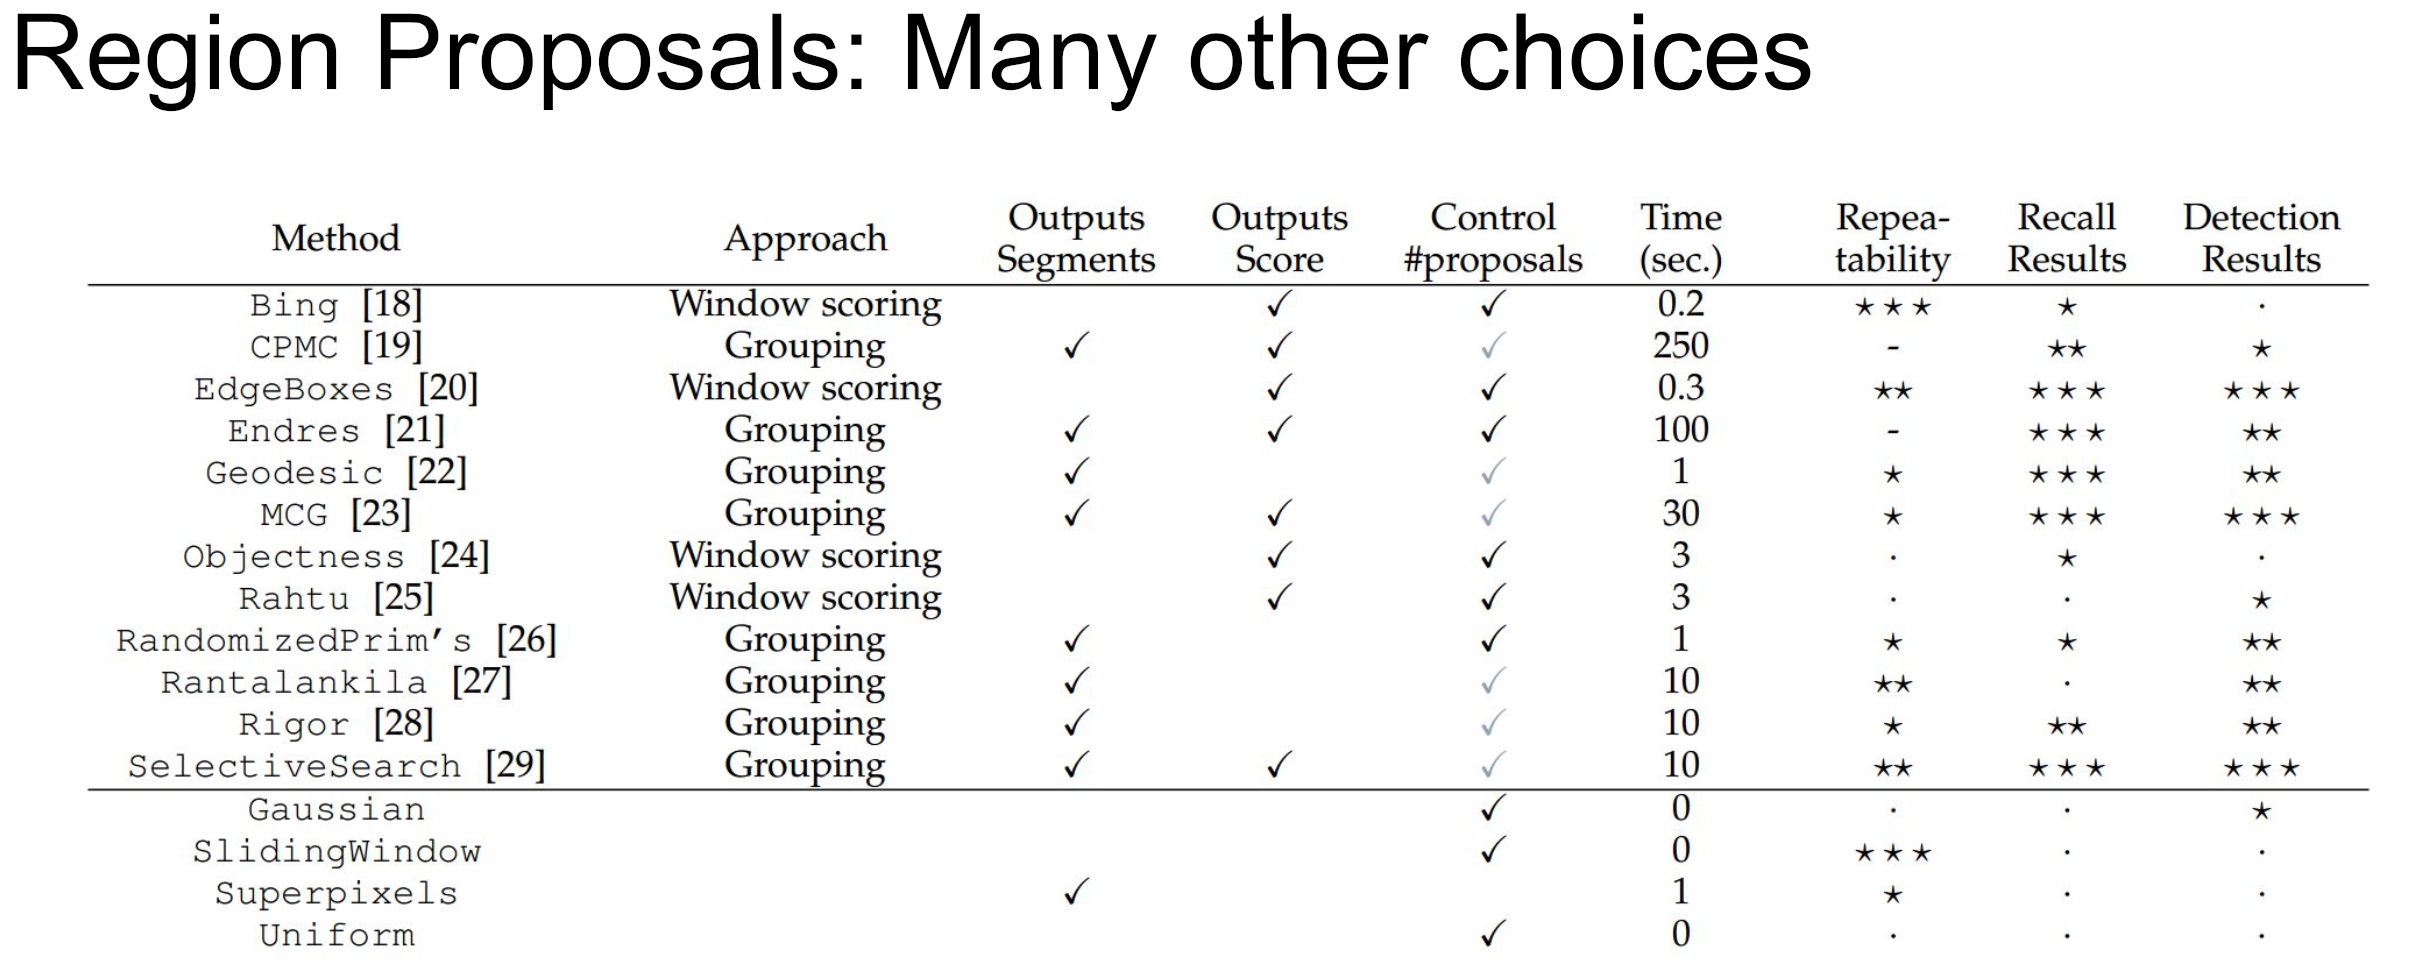 Region Proposals: Many other choices
Method Approach Outputs Segments Outputs Score Control #proposals Time (sec.) Repea-tability Recall Results Detection Results
Bing [18] Window scoring ✓ ✓ 0.2 ⋆⋆⋆ ⋆ ·
CPMC [19] Grouping ✓ ✓ ✓ 250 - ⋆⋆ ⋆
EdgeBoxes [20] Window scoring ✓ ✓ 0.3 ⋆⋆ ⋆⋆⋆ ⋆⋆⋆
Endres [21] Grouping ✓ ✓ ✓ 100 - ⋆⋆⋆ ⋆⋆
Geodesic [22] Grouping ✓ ✓ 1 ⋆ ⋆⋆⋆ ⋆⋆
MCG [23] Grouping ✓ ✓ ✓ 30 ⋆ ⋆⋆⋆ ⋆⋆⋆
Objectness [24] Window scoring ✓ ✓ 3 · ⋆ ·
Rahtu [25] Window scoring ✓ ✓ 3 · · ⋆
RandomizedPrim's [26] Grouping ✓ ✓ 1 ⋆ ⋆ ⋆⋆
Rantalankila [27] Grouping ✓ ✓ 10 ⋆⋆ · ⋆⋆
Rigor [28] Grouping ✓ ✓ 10 ⋆ ⋆⋆ ⋆⋆
SelectiveSearch [29] Grouping ✓ ✓ ✓ 10 ⋆⋆ ⋆⋆⋆ ⋆⋆⋆
Gaussian ✓ 0 · · ⋆
SlidingWindow ✓ 0 ⋆⋆⋆ · ·
Superpixels ✓ 1 ⋆ · ·
Uniform ✓ 0 · · ·